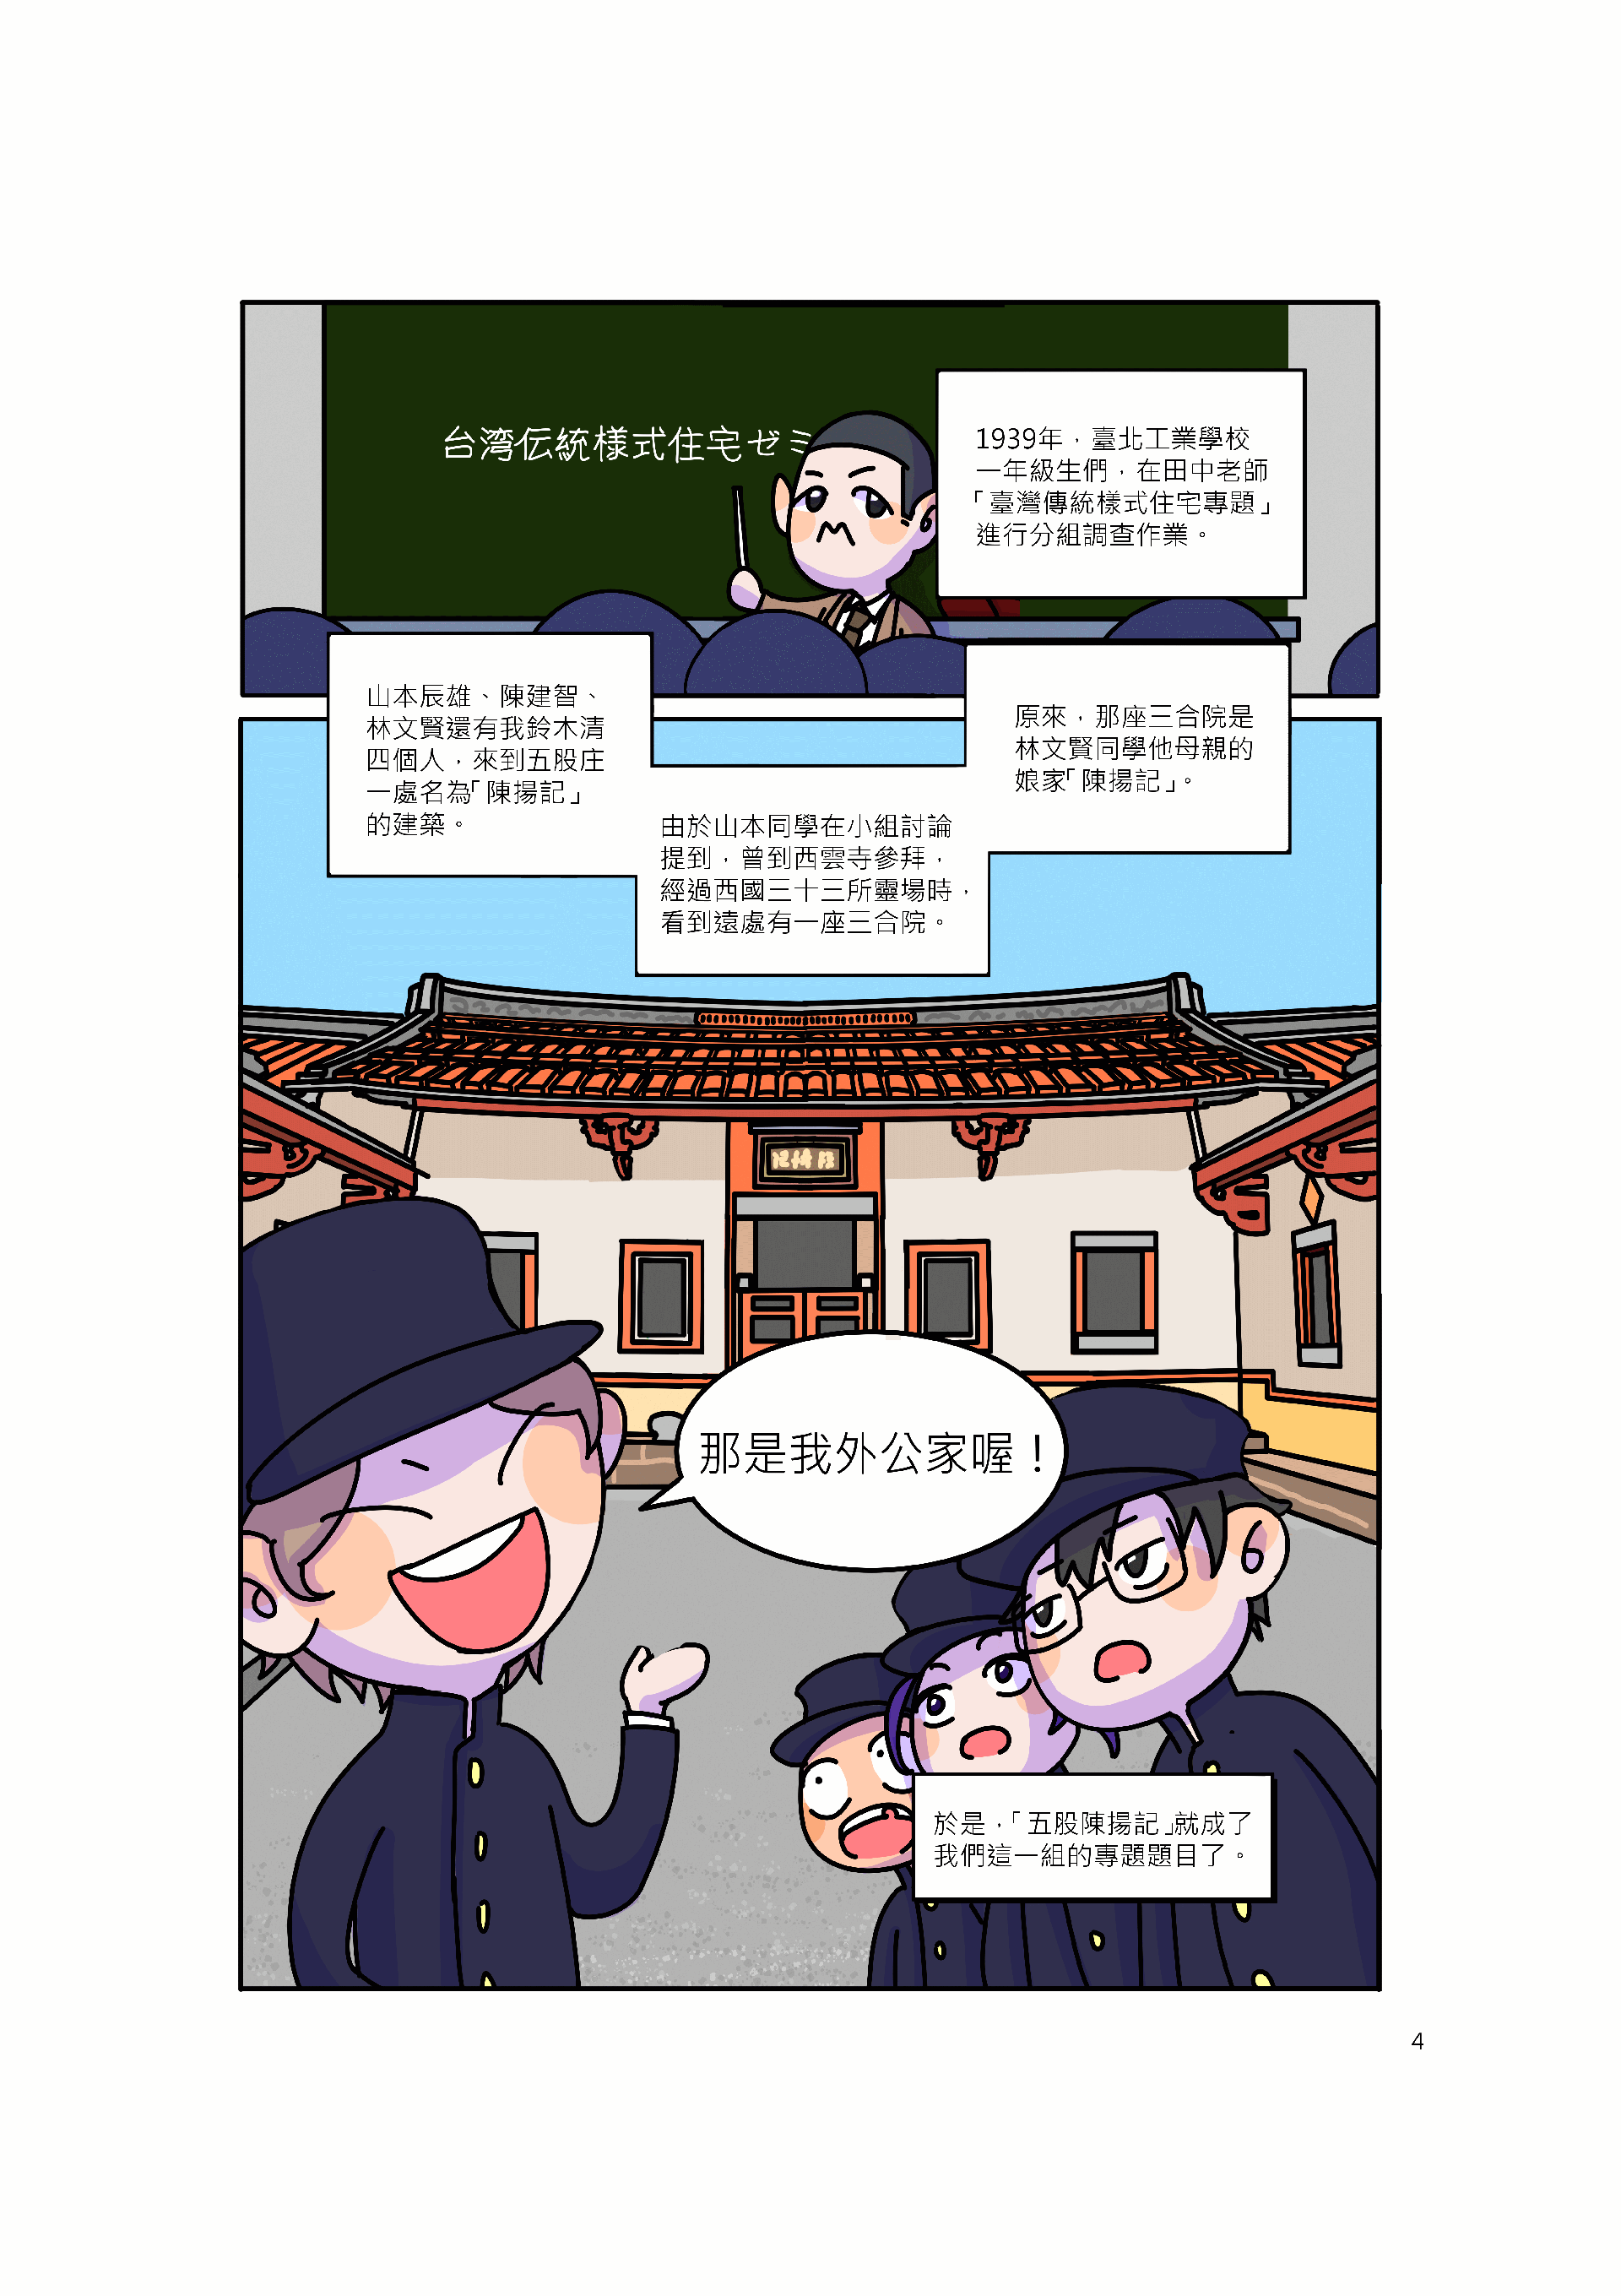 台湾伝統様式住宅ゼミ
1939年，臺北工業學校
一年級生們，在田中老師
「臺灣傳統樣式住宅專題」
進行分組調查作業。
山本辰雄、陳建智、
林文賢還有我鈴木清
四個人，來到五股庄
一處名為「陳揚記」
的建築。
由於山本同學在小組討論
提到，曾到西雲寺參拜，
經過西國三十三所靈場時，
看到遠處有一座三合院。
原來，那座三合院是
林文賢同學他母親的
娘家「陳揚記」。
那是我外公家喔！
於是，「五股陳揚記」就成了
我們這一組的專題題目了。
4